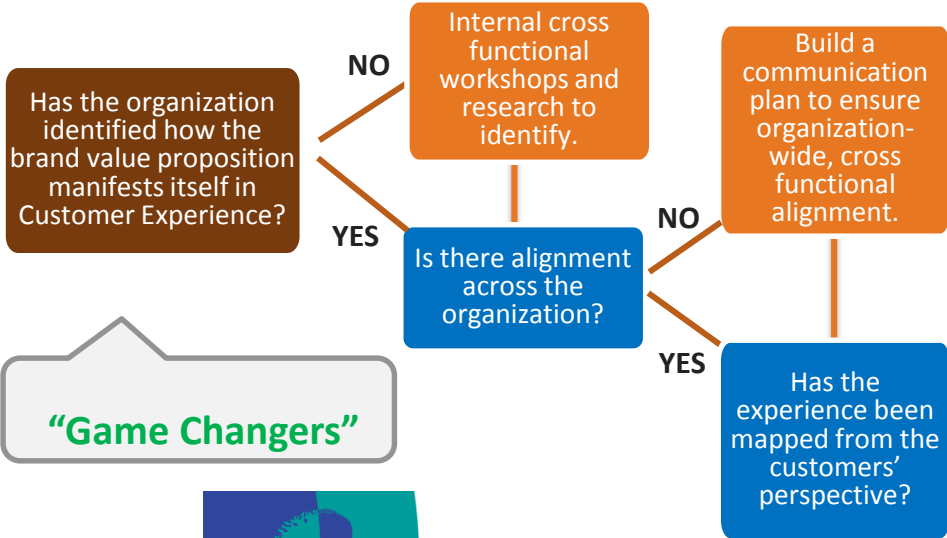 Has the organization
identified how the
brand value proposition
manifests itself in
Customer Experience?
NO
Internal cross
functional
workshops and
research to
identify.
YES
Is there alignment
across the
organization?
NO
Build a
communication
plan to ensure
organization-
wide, cross
functional
alignment.
YES
Has the
experience been
mapped from the
customers’
perspective?
“Game Changers”